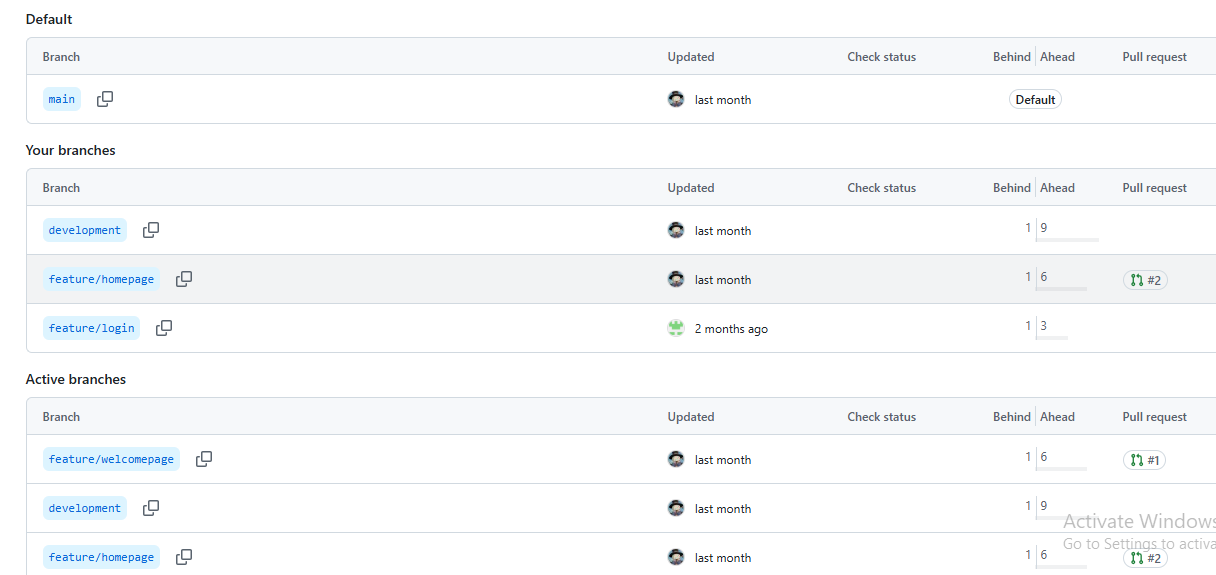 Default
Branch Updated Check status Behind Ahead Pull request
main last month Default
Your branches
Branch Updated Check status Behind Ahead Pull request
development last month 1 9
feature/homepage last month 1 6 #2
feature/login 2 months ago 1 3
Active branches
Branch Updated Check status Behind Ahead Pull request
feature/welcomepage last month 1 6 #1
development last month 1 9
Activate Windows
Go to Settings to activa
feature/homepage last month 1 6 #2